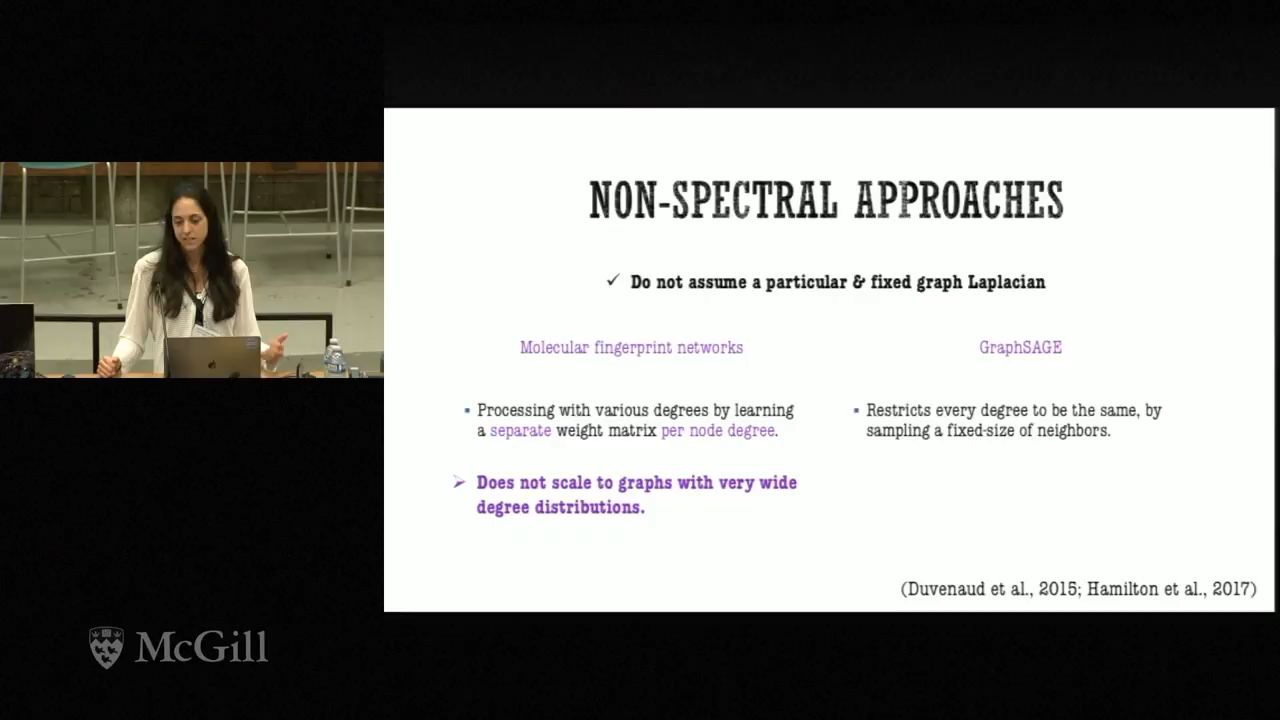 NON-SPECTRAL APPROACHES
✓ Do not assume a particular & fixed graph Laplacian
Molecular fingerprint networks
▪ Processing with various degrees by learning
a separate weight matrix per node degree.
➢ Does not scale to graphs with very wide
degree distributions.
GraphSAGE
▪ Restricts every degree to be the same, by
sampling a fixed-size of neighbors.
(Duvenaud et al., 2015; Hamilton et al., 2017)
McGill